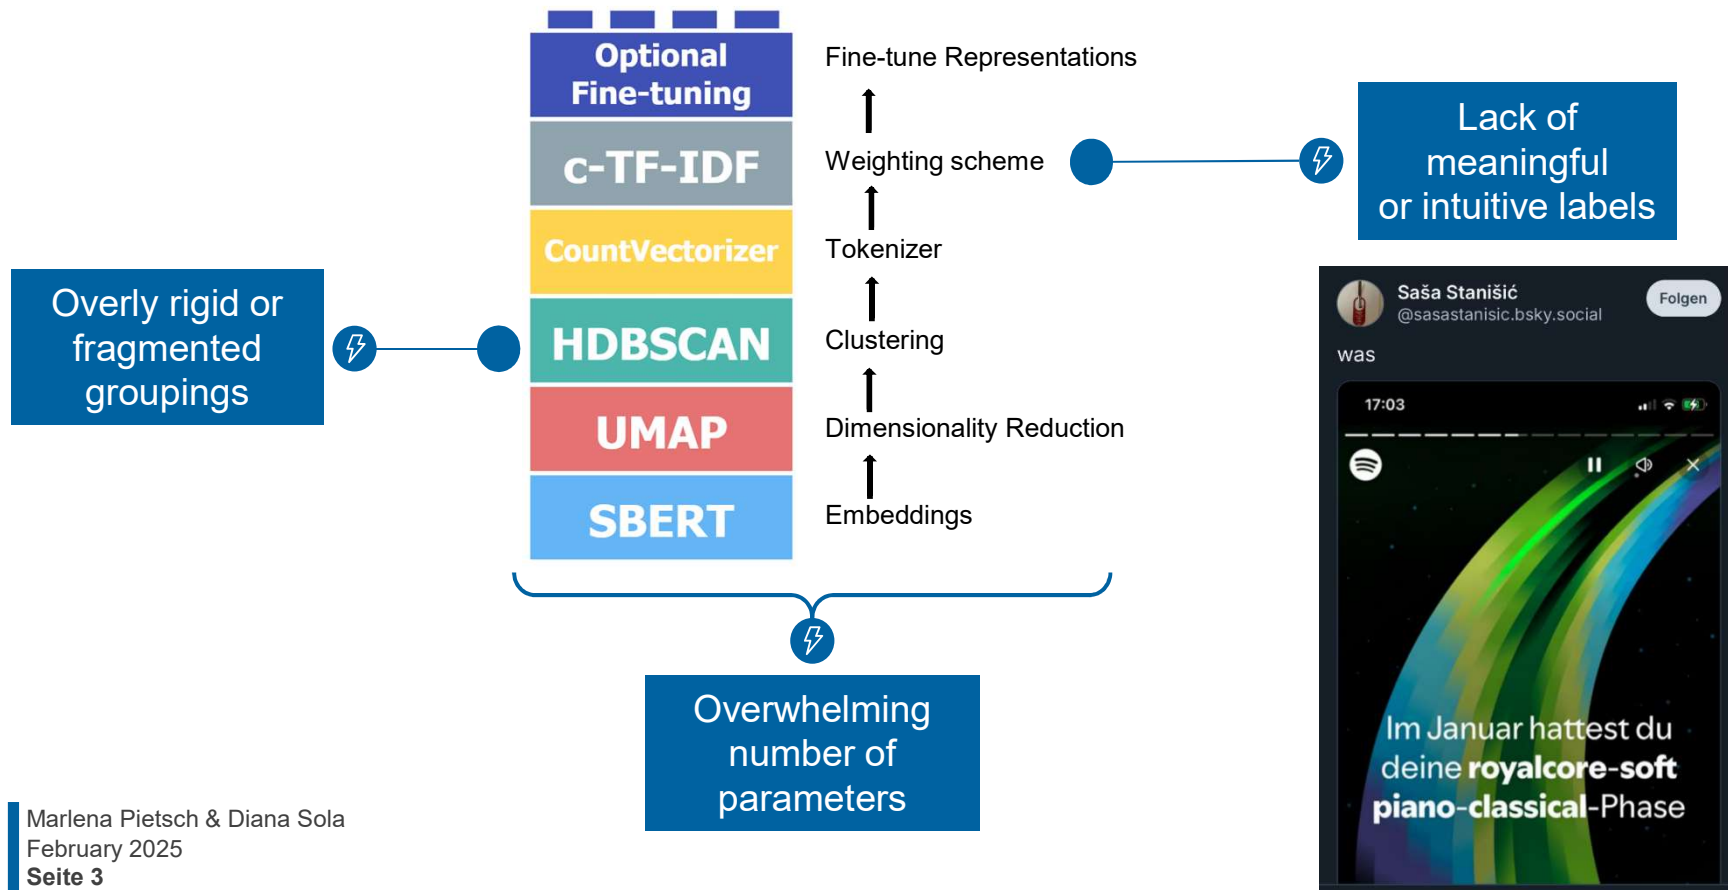 Optional
Fine-tuning
c-TF-IDF
CountVectorizer
HDBSCAN
UMAP
SBERT
Fine-tune Representations
Weighting scheme
Tokenizer
Clustering
Dimensionality Reduction
Embeddings
Overly rigid or
fragmented
groupings
Lack of
meaningful
or intuitive labels
Overwhelming
number of
parameters
Saša Stanišić
@sasastanisic.bsky.social
Folgen
was
17:03
Im Januar hattest du
deine royalcore-soft
piano-classical-Phase
Marlena Pietsch & Diana Sola
February 2025
Seite 3